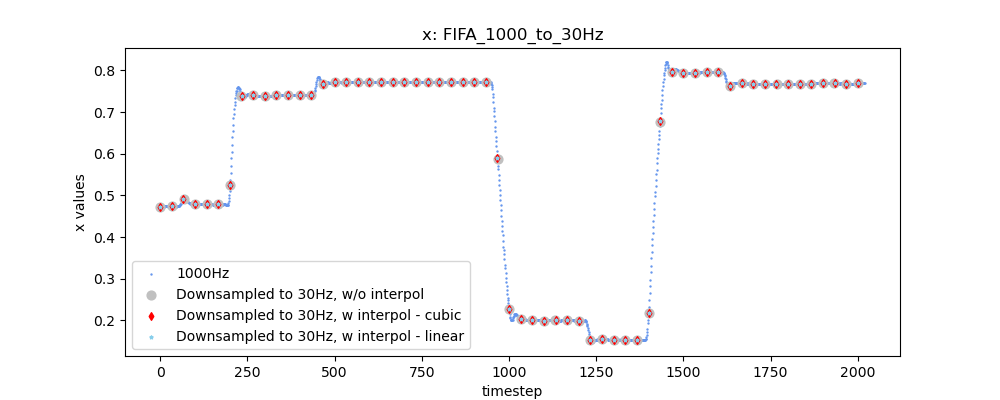 x: FIFA_1000_to_30Hz
x values
0.8
0.7
0.6
0.5
0.4
0.3
0.2
1000Hz
Downsampled to 30Hz, w/o interpol
Downsampled to 30Hz, w interpol - cubic
Downsampled to 30Hz, w interpol - linear
0 250 500 750 1000 1250 1500 1750 2000
timestep